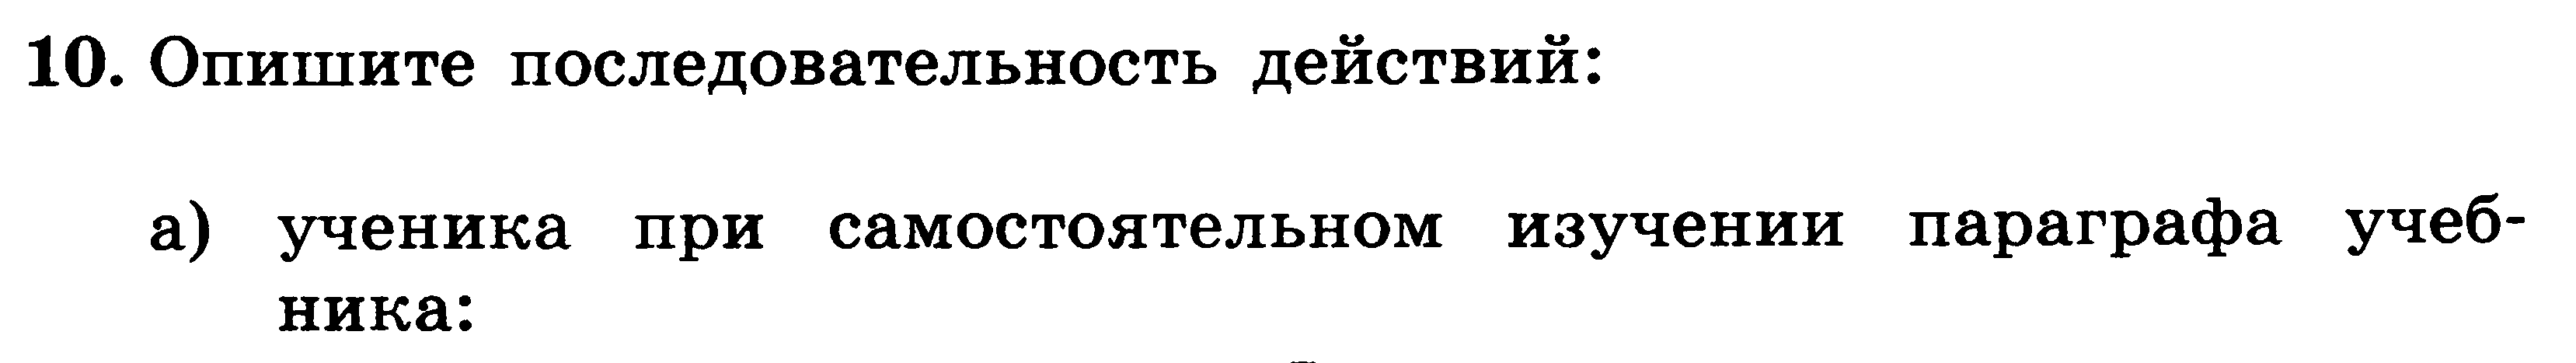 10. Опишите последовательность действий:
а) ученика при самостоятельном изучении параграфа учеб-
ника: